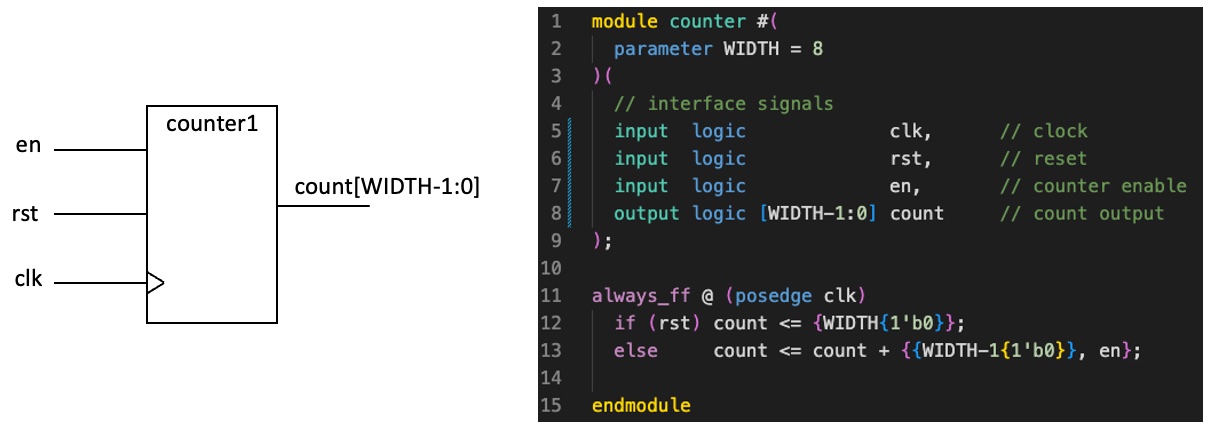 counter1
en
rst
clk
count[WIDTH-1:0]
1 module counter #(
2   parameter WIDTH = 8
3 )(
4   // interface signals
5   input  logic             clk,      // clock
6   input  logic             rst,      // reset
7   input  logic             en,       // counter enable
8   output logic [WIDTH-1:0] count     // count output
9 );
10
11 always_ff @ (posedge clk)
12   if (rst) count <= {WIDTH{1'b0}};
13   else     count <= count + {{WIDTH-1{1'b0}}, en};
14
15 endmodule